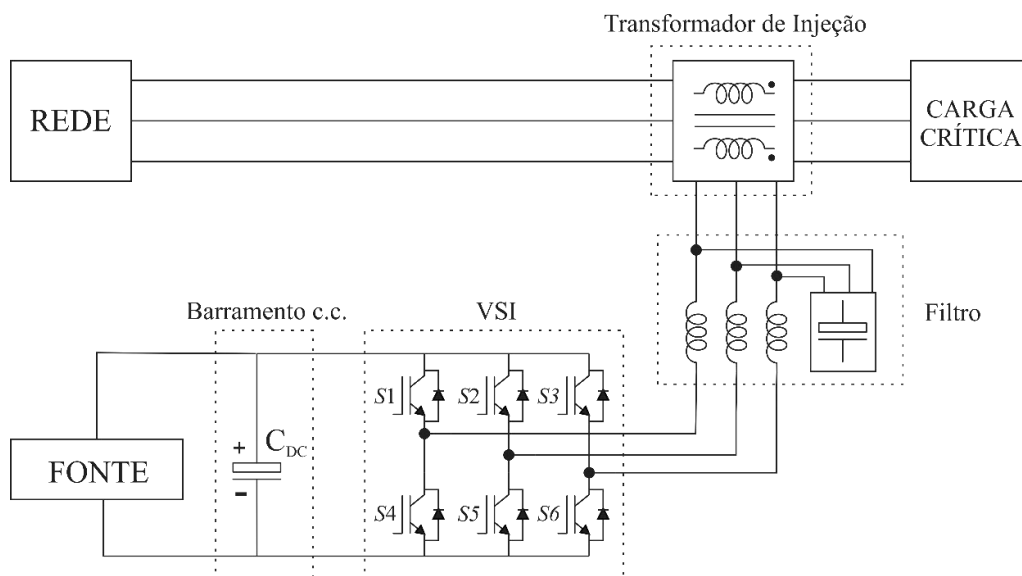 Transformador de Injeção
REDE
CARGA
CRÍTICA
Barramento c.c.
VSI
Filtro
S1
S2
S3
+
C_DC
FONTE
-
S4
S5
S6